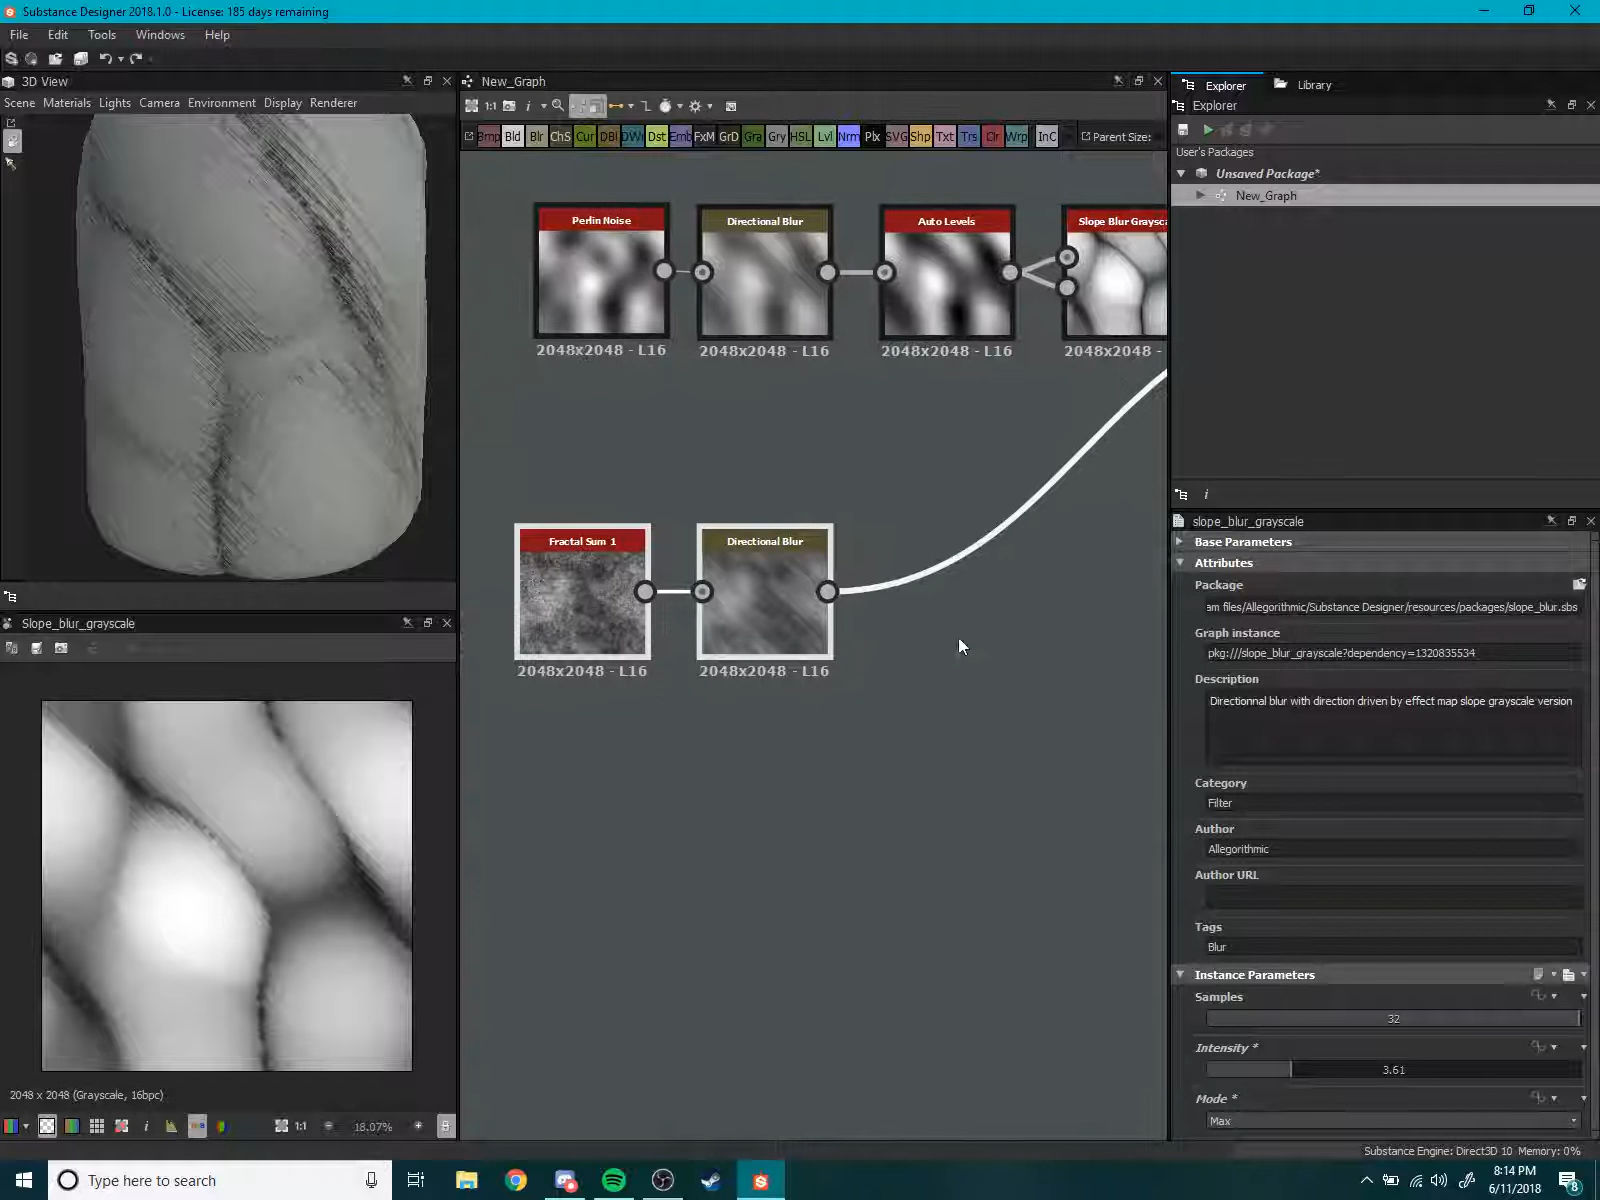 Substance Designer 2018.1.0 - License: 185 days remaining
File Edit Tools Windows Help
3D View
Scene Materials Lights Camera Environment Display Renderer
New_Graph
1:1 i
Bmp Bld Blr ChS Cur DBl DWr Dst Emb FxM GrD Gra Gry HSL Lvl Nrm Plx SVG Shp Txt Trs Clr Wrp InC Parent Size:
Perlin Noise
2048x2048 - L16
Directional Blur
2048x2048 - L16
Auto Levels
2048x2048 - L16
Slope Blur Graysca
2048x2048 -
Fractal Sum 1
2048x2048 - L16
Directional Blur
2048x2048 - L16
Slope_blur_grayscale
2048 x 2048 (Grayscale, 16bpc)
i 1:1 18.07%
Explorer Library
Explorer
User's Packages
Unsaved Package*
New_Graph
i
slope_blur_grayscale
Base Parameters
Attributes
Package
am files/Allegorithmic/Substance Designer/resources/packages/slope_blur.sbs
Graph instance
pkg:///slope_blur_grayscale?dependency=1320835534
Description
Directionnal blur with direction driven by effect map slope grayscale version
Category
Filter
Author
Allegorithmic
Author URL
Tags
Blur
Instance Parameters
Samples
32
Intensity *
3.61
Mode *
Max
Substance Engine: Direct3D 10 Memory: 0%
Type here to search
8:14 PM
6/11/2018
8